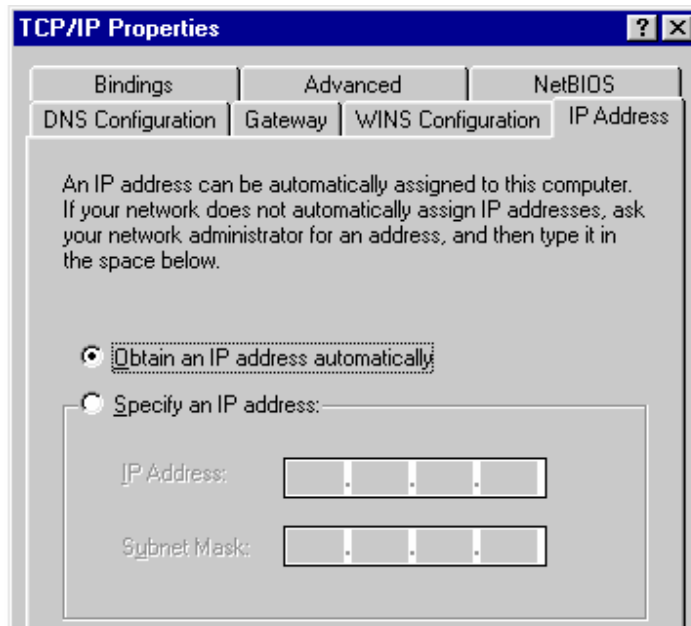 TCP/IP Properties
Bindings Advanced NetBIOS
DNS Configuration Gateway WINS Configuration IP Address
An IP address can be automatically assigned to this computer.
If your network does not automatically assign IP addresses, ask
your network administrator for an address, and then type it in
the space below.
Obtain an IP address automatically
Specify an IP address:
IP Address:
Subnet Mask: